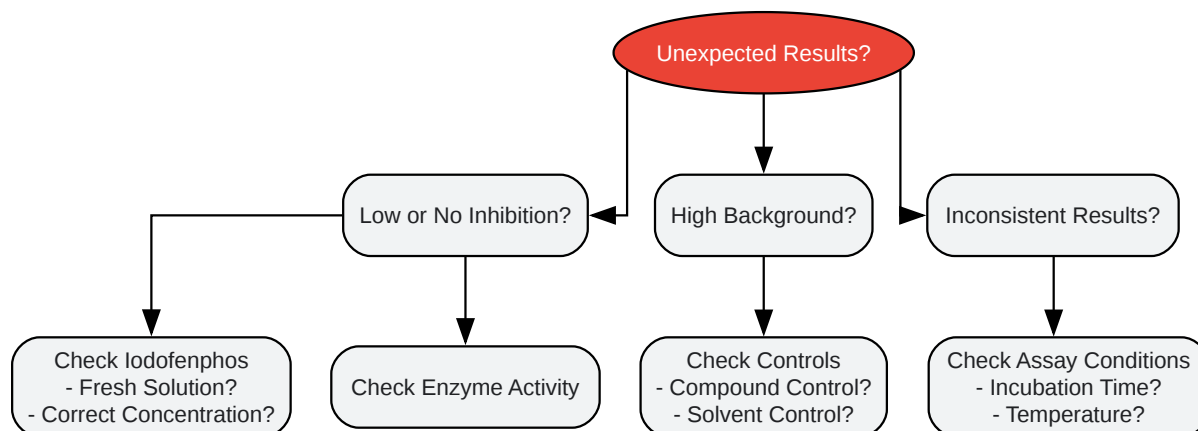 Unexpected Results?
Low or No Inhibition?
High Background?
Inconsistent Results?
Check Iodofenphos
- Fresh Solution?
- Correct Concentration?
Check Enzyme Activity
Check Controls
- Compound Control?
- Solvent Control?
Check Assay Conditions
- Incubation Time?
- Temperature?